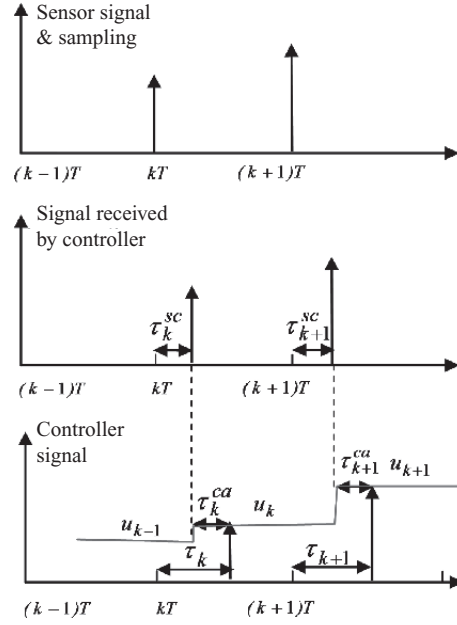 Sensor signal
& sampling
(k − 1)T kT (k + 1)T
Signal received
by controller
τ_k^{sc} τ_{k+1}^{sc}
(k − 1)T kT (k + 1)T
Controller
signal
τ_{k+1}^{ca} u_{k+1}
u_{k−1} τ_k^{ca} u_k
τ_k τ_{k+1}
(k − 1)T kT (k + 1)T